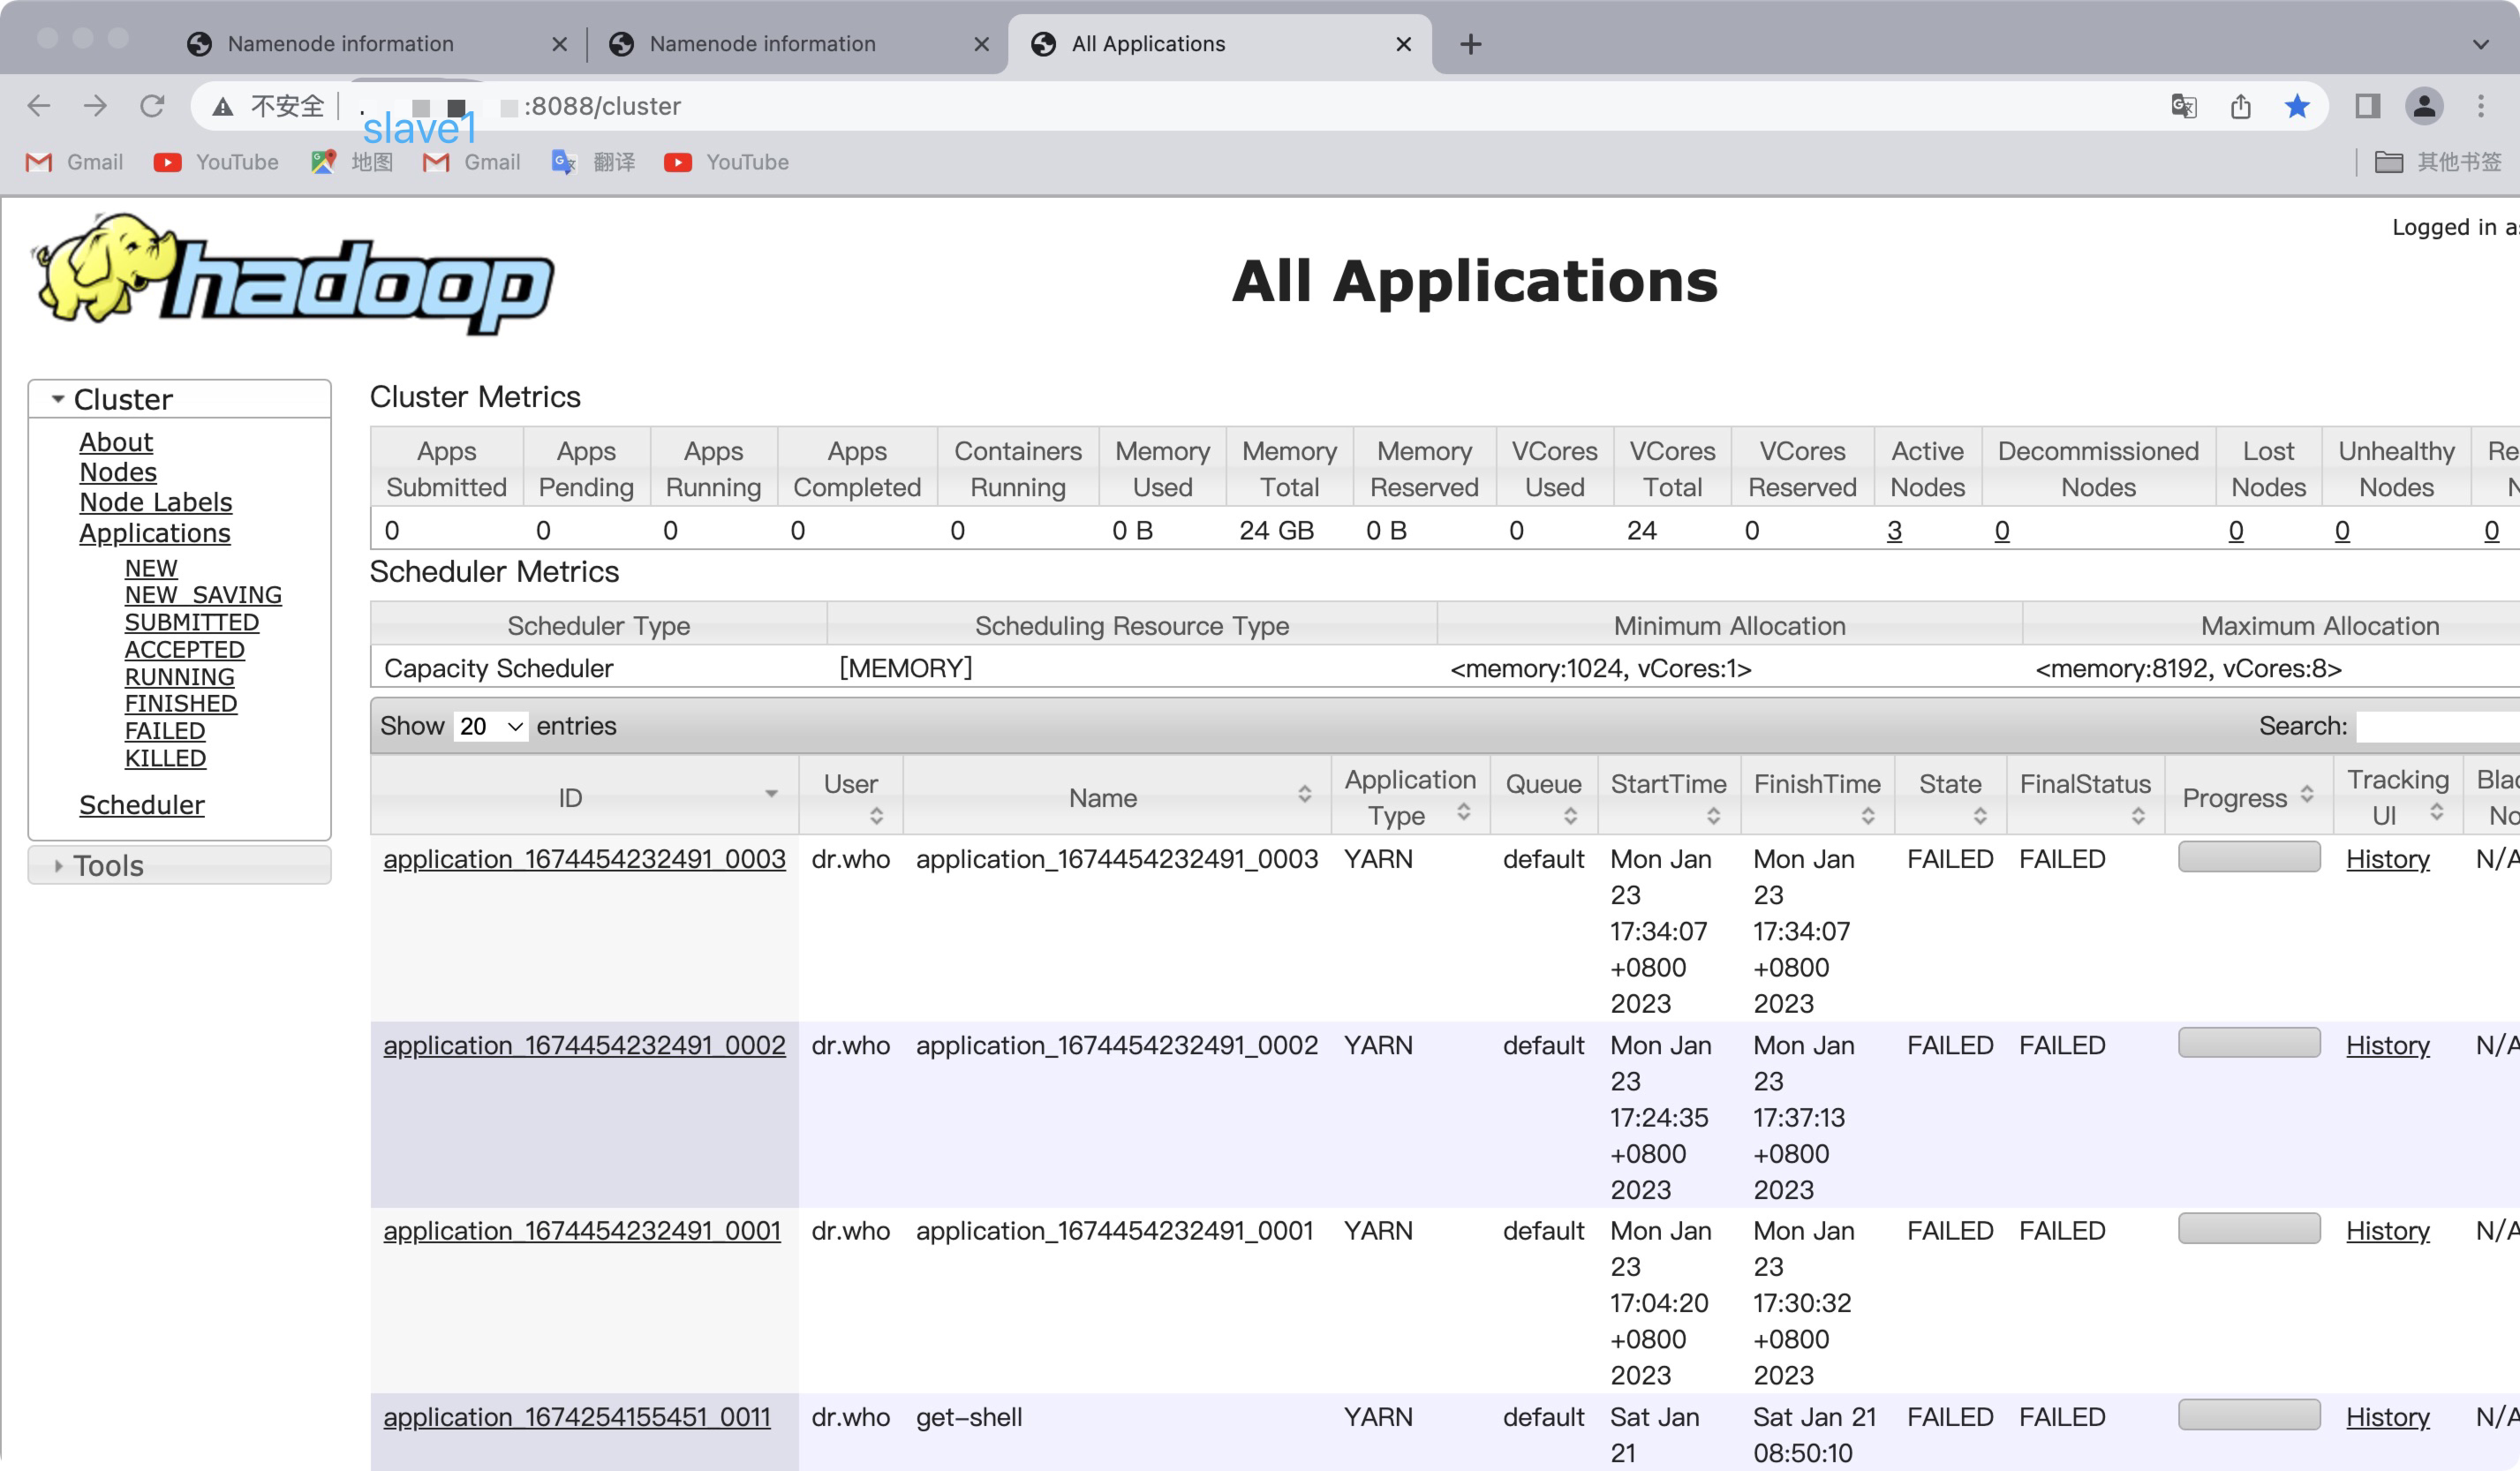 Namenode information
Namenode information
All Applications
不安全
:8088/cluster
slave1
Gmail
YouTube
地图
Gmail
翻译
YouTube
其他书签
hadoop
Logged in as
All Applications
Cluster
About
Nodes
Node Labels
Applications
NEW
NEW_SAVING
SUBMITTED
ACCEPTED
RUNNING
FINISHED
FAILED
KILLED
Scheduler
Tools
Cluster Metrics
Apps Submitted Apps Pending Apps Running Apps Completed Containers Running Memory Used Memory Total Memory Reserved VCores Used VCores Total VCores Reserved Active Nodes Decommissioned Nodes Lost Nodes Unhealthy Nodes
0 0 0 0 0 0 B 24 GB 0 B 0 24 0 3 0 0 0 0
Scheduler Metrics
Scheduler Type Scheduling Resource Type Minimum Allocation Maximum Allocation
Capacity Scheduler [MEMORY] <memory:1024, vCores:1> <memory:8192, vCores:8>
Show 20 entries Search:
ID User Name Application Type Queue StartTime FinishTime State FinalStatus Progress Tracking UI
application_1674454232491_0003 dr.who application_1674454232491_0003 YARN default Mon Jan 23 17:34:07 +0800 2023 Mon Jan 23 17:34:07 +0800 2023 FAILED FAILED History N/A
application_1674454232491_0002 dr.who application_1674454232491_0002 YARN default Mon Jan 23 17:24:35 +0800 2023 Mon Jan 23 17:37:13 +0800 2023 FAILED FAILED History N/A
application_1674454232491_0001 dr.who application_1674454232491_0001 YARN default Mon Jan 23 17:04:20 +0800 2023 Mon Jan 23 17:30:32 +0800 2023 FAILED FAILED History N/A
application_1674254155451_0011 dr.who get-shell YARN default Sat Jan 21 Sat Jan 21 08:50:10 FAILED FAILED History N/A